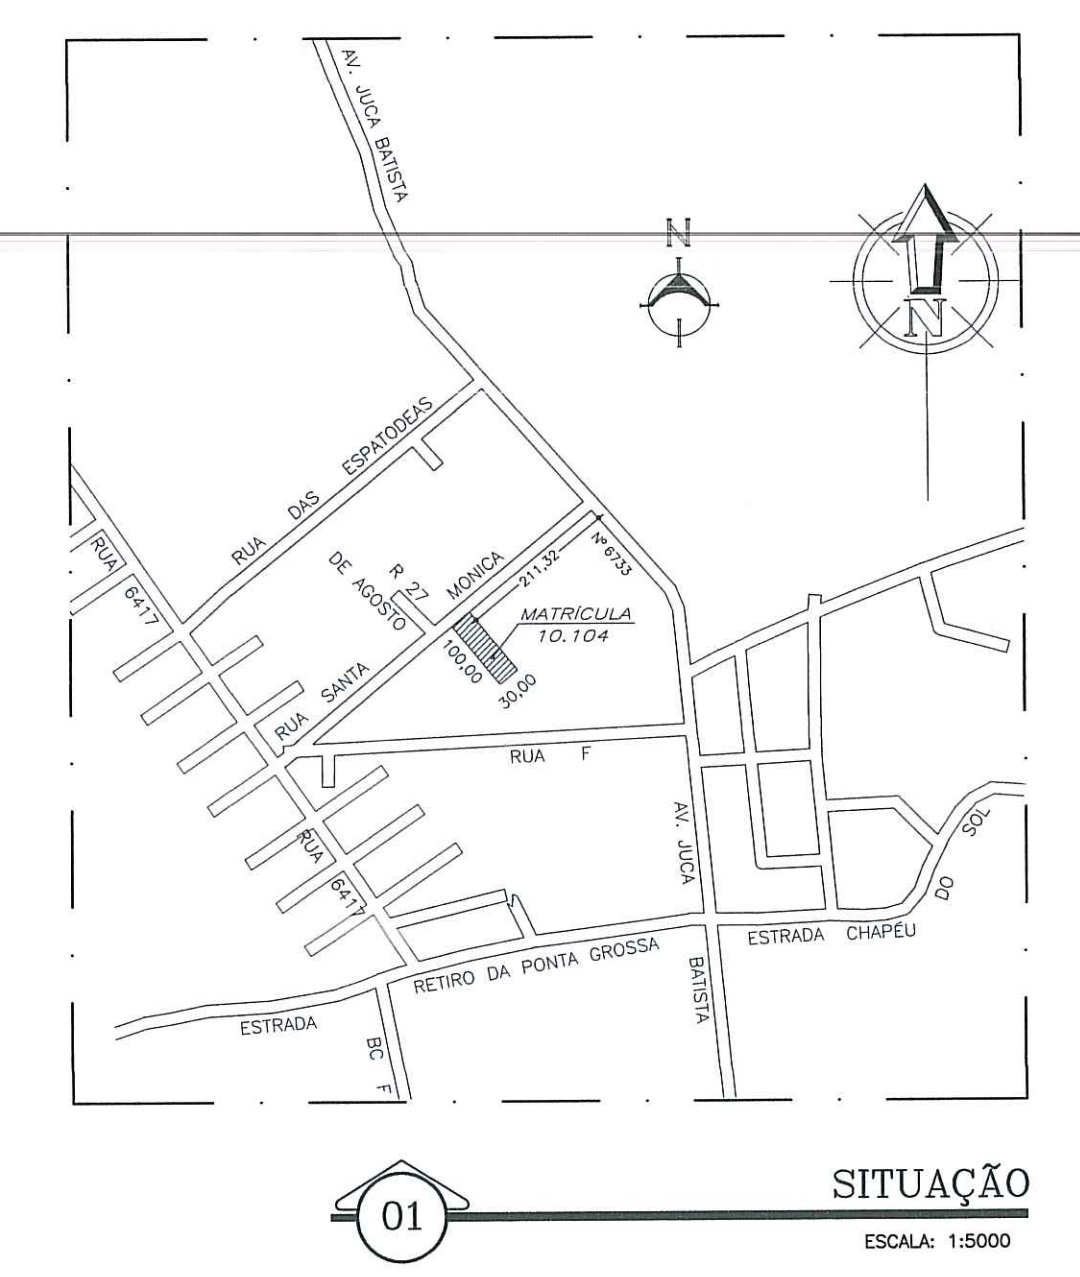 AV. JUCA BATISTA
N
N
RUA DAS ESPATODEAS
RUA
6417
R 27
DE AGOSTO
RUA SANTA MONICA
211,32
Nº 6733
MATRÍCULA
10.104
100,00
30,00
RUA F
RUA
6417
AV. JUCA
BATISTA
ESTRADA CHAPÉU
DO SOL
ESTRADA
RETIRO DA PONTA GROSSA
BC F
01
SITUAÇÃO
ESCALA: 1:5000